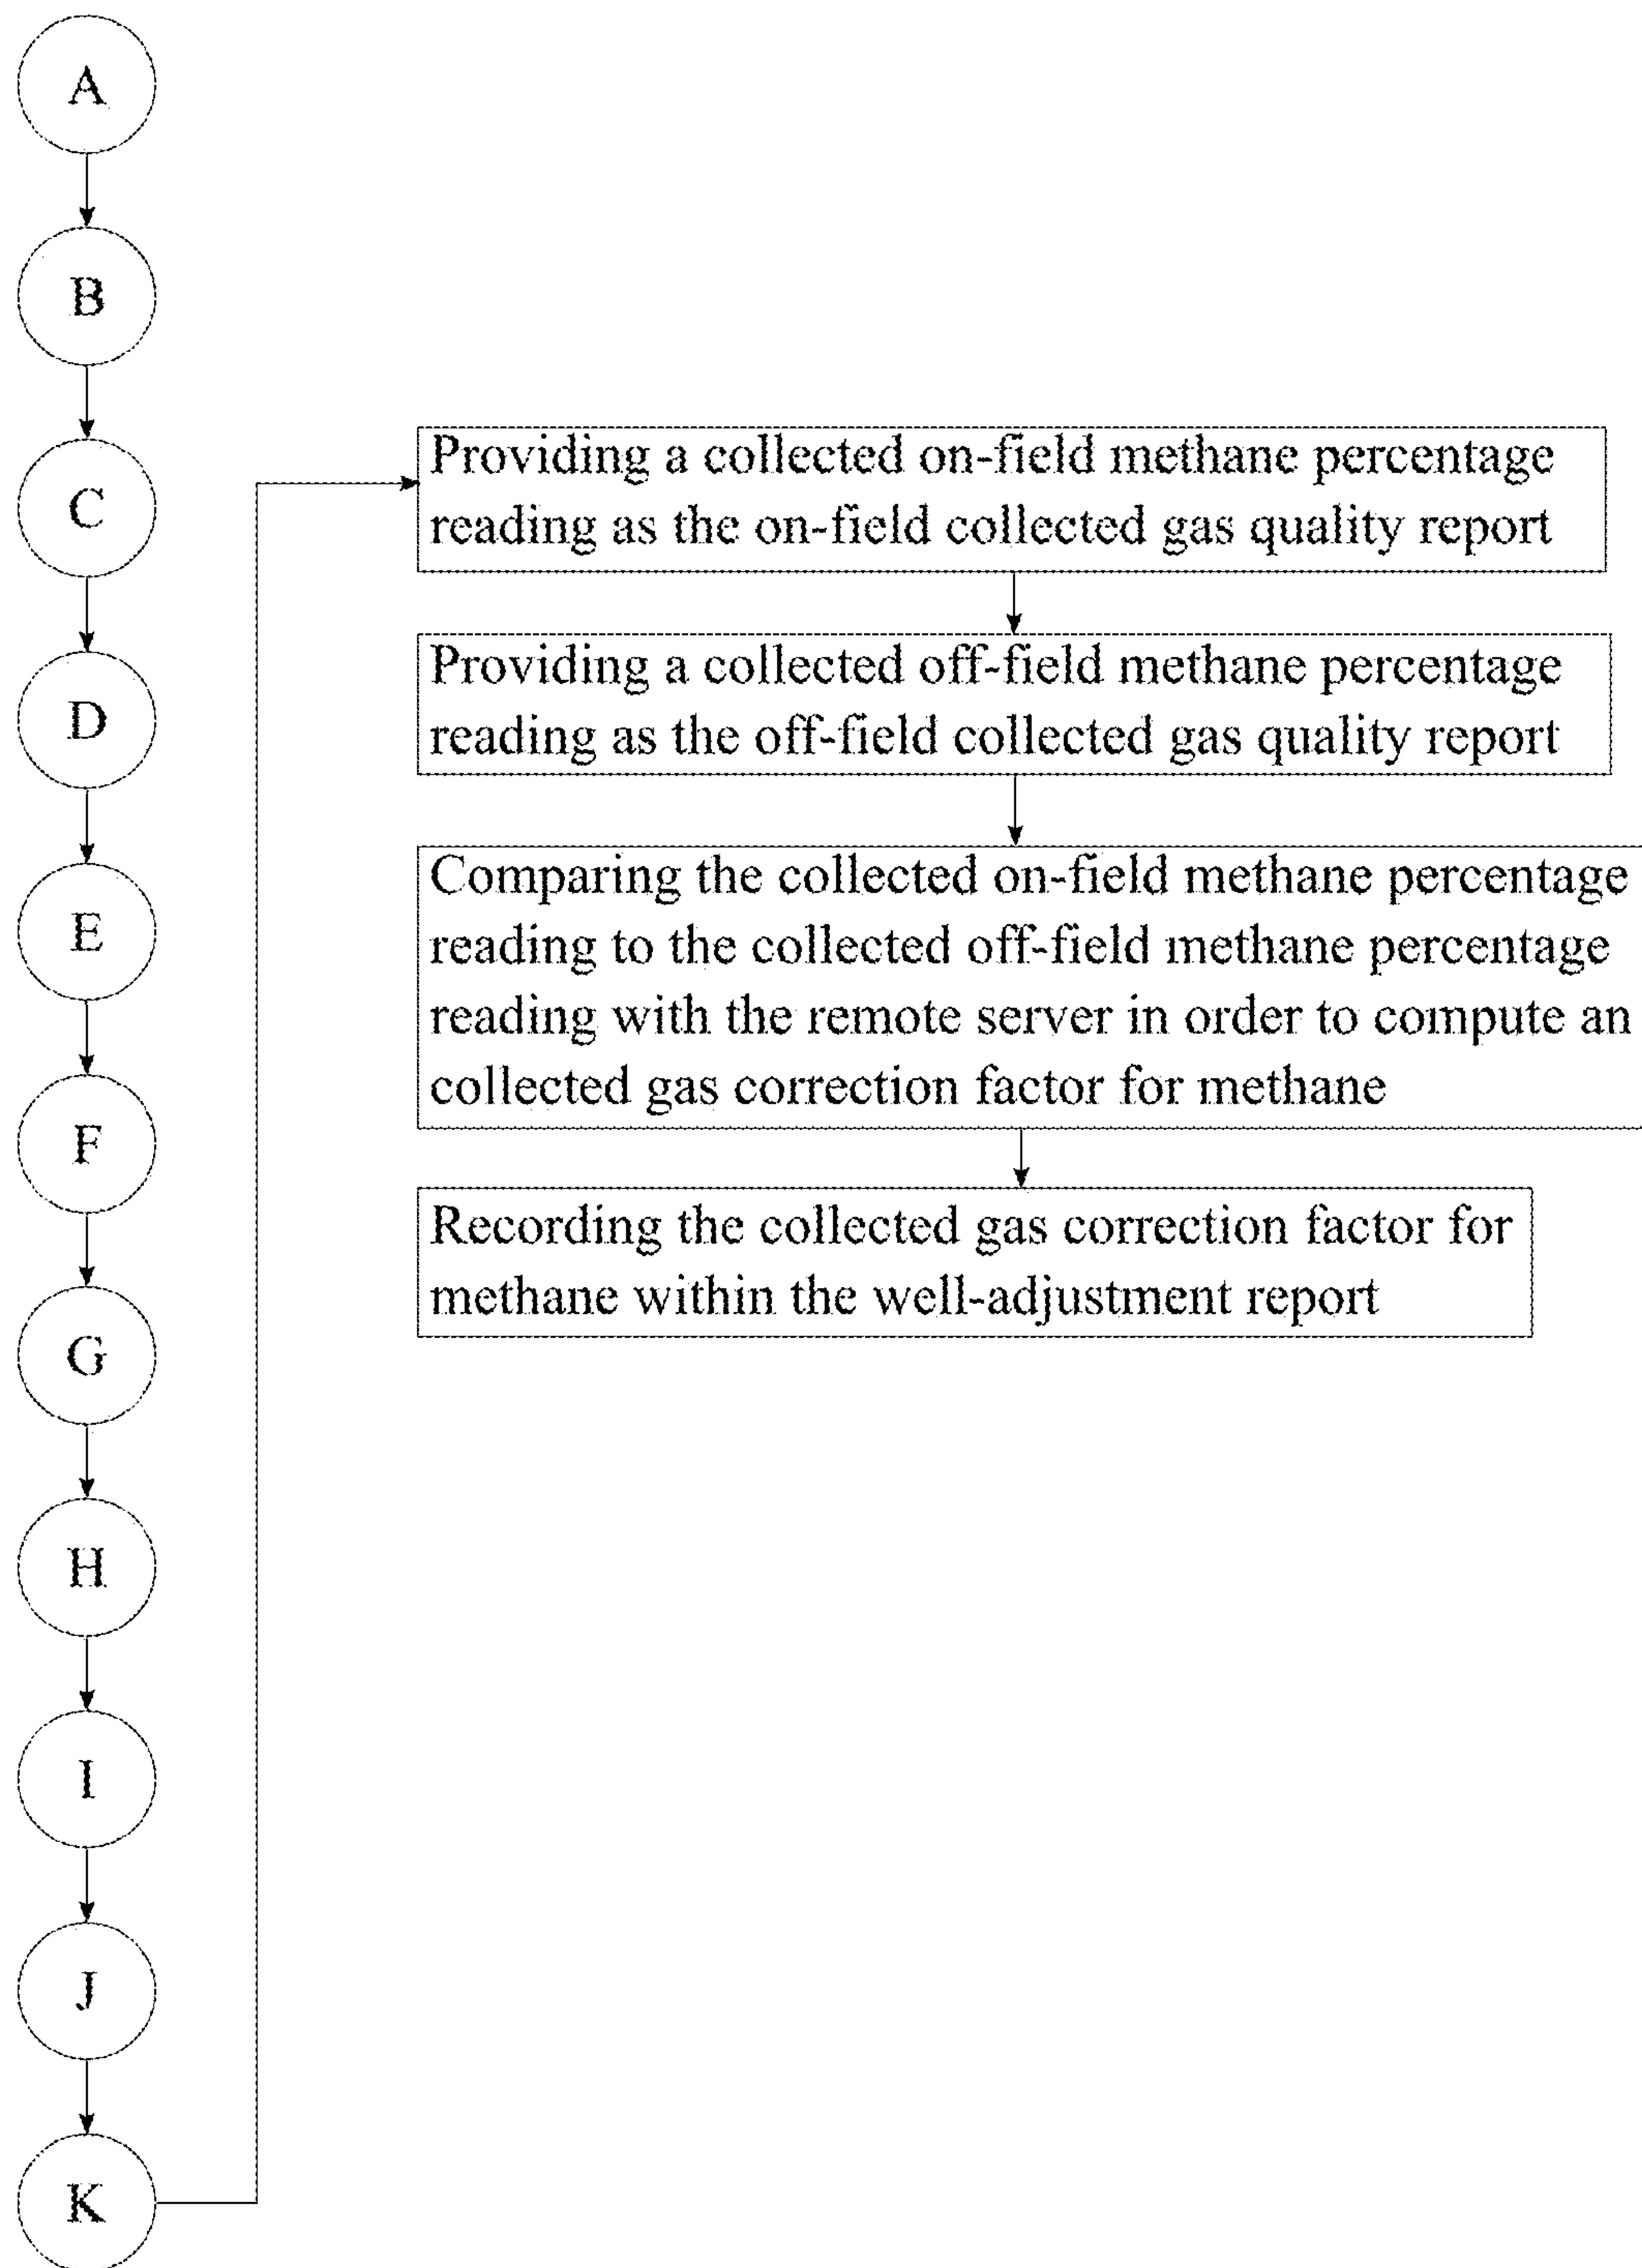 A
B
C
D
E
F
G
H
I
J
K
Providing a collected on-field methane percentage
reading as the on-field collected gas quality report
Providing a collected off-field methane percentage
reading as the off-field collected gas quality report
Comparing the collected on-field methane percentage
reading to the collected off-field methane percentage
reading with the remote server in order to compute an
collected gas correction factor for methane
Recording the collected gas correction factor for
methane within the well-adjustment report